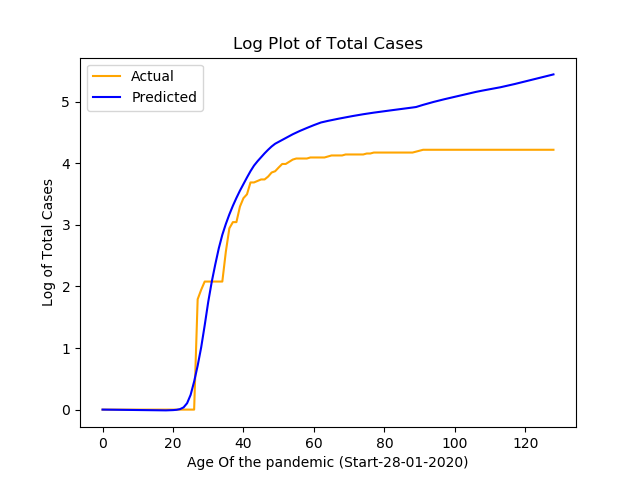 Log Plot of Total Cases
Actual
Predicted
Log of Total Cases
5
4
3
2
1
0
0 20 40 60 80 100 120
Age Of the pandemic (Start-28-01-2020)